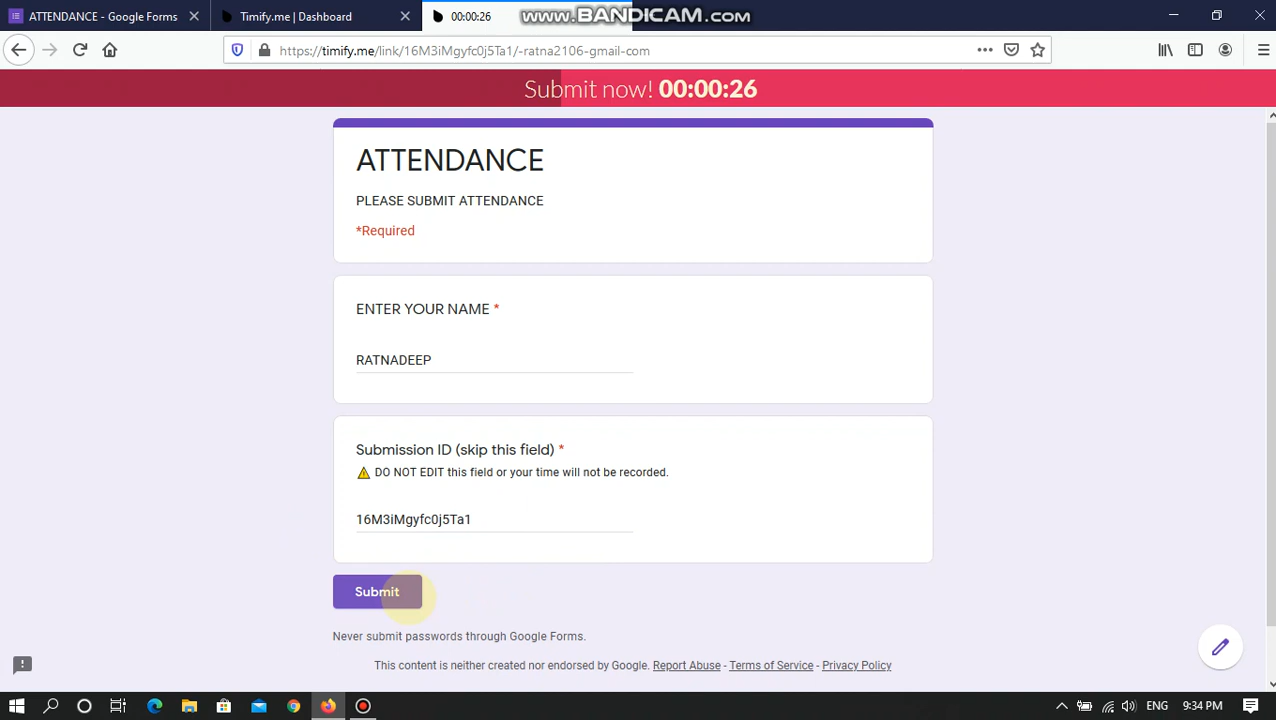 ATTENDANCE - Google Forms
Timify.me | Dashboard
00:00:26
www.BANDICAM.com
https://timify.me/link/16M3iMgyfc0j5Ta1/-ratna2106-gmail-com
Submit now! 00:00:26
ATTENDANCE
PLEASE SUBMIT ATTENDANCE
*Required
ENTER YOUR NAME *
RATNADEEP
Submission ID (skip this field) *
DO NOT EDIT this field or your time will not be recorded.
16M3iMgyfc0j5Ta1
Submit
Never submit passwords through Google Forms.
This content is neither created nor endorsed by Google. Report Abuse - Terms of Service - Privacy Policy
ENG
9:34 PM